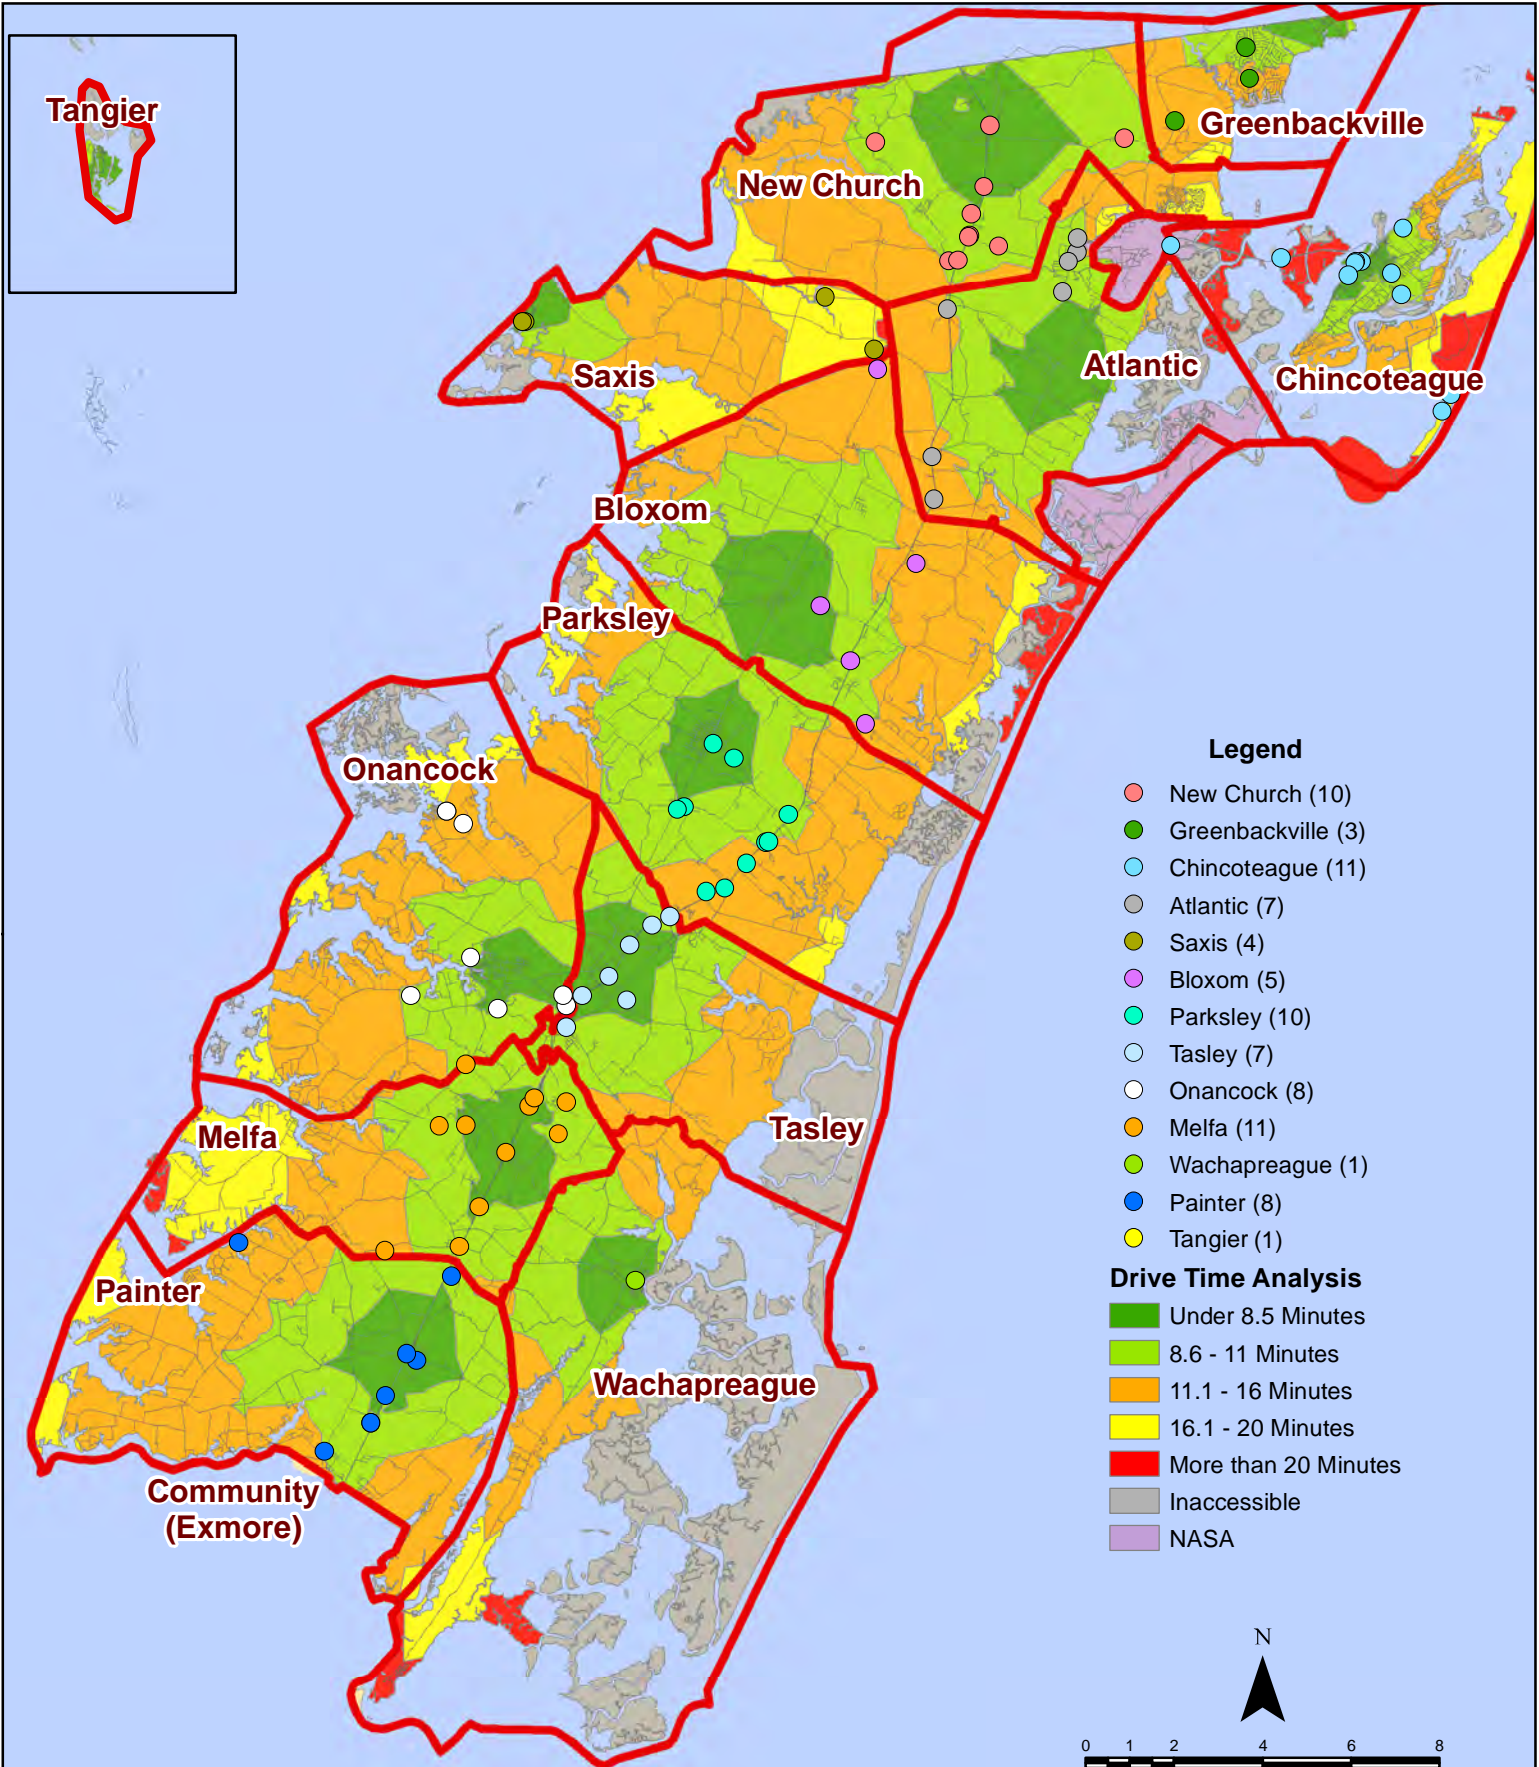 Tangier
Greenbackville
New Church
Atlantic
Saxis
Chincoteague
Bloxom
Parksley
Onancock
Melfa
Tasley
Painter
Wachapreague
Community
(Exmore)
Legend
New Church (10)
Greenbackville (3)
Chincoteague (11)
Atlantic (7)
Saxis (4)
Bloxom (5)
Parksley (10)
Tasley (7)
Onancock (8)
Melfa (11)
Wachapreague (1)
Painter (8)
Tangier (1)
Drive Time Analysis
Under 8.5 Minutes
8.6 - 11 Minutes
11.1 - 16 Minutes
16.1 - 20 Minutes
More than 20 Minutes
Inaccessible
NASA
N
0 1 2 4 6 8